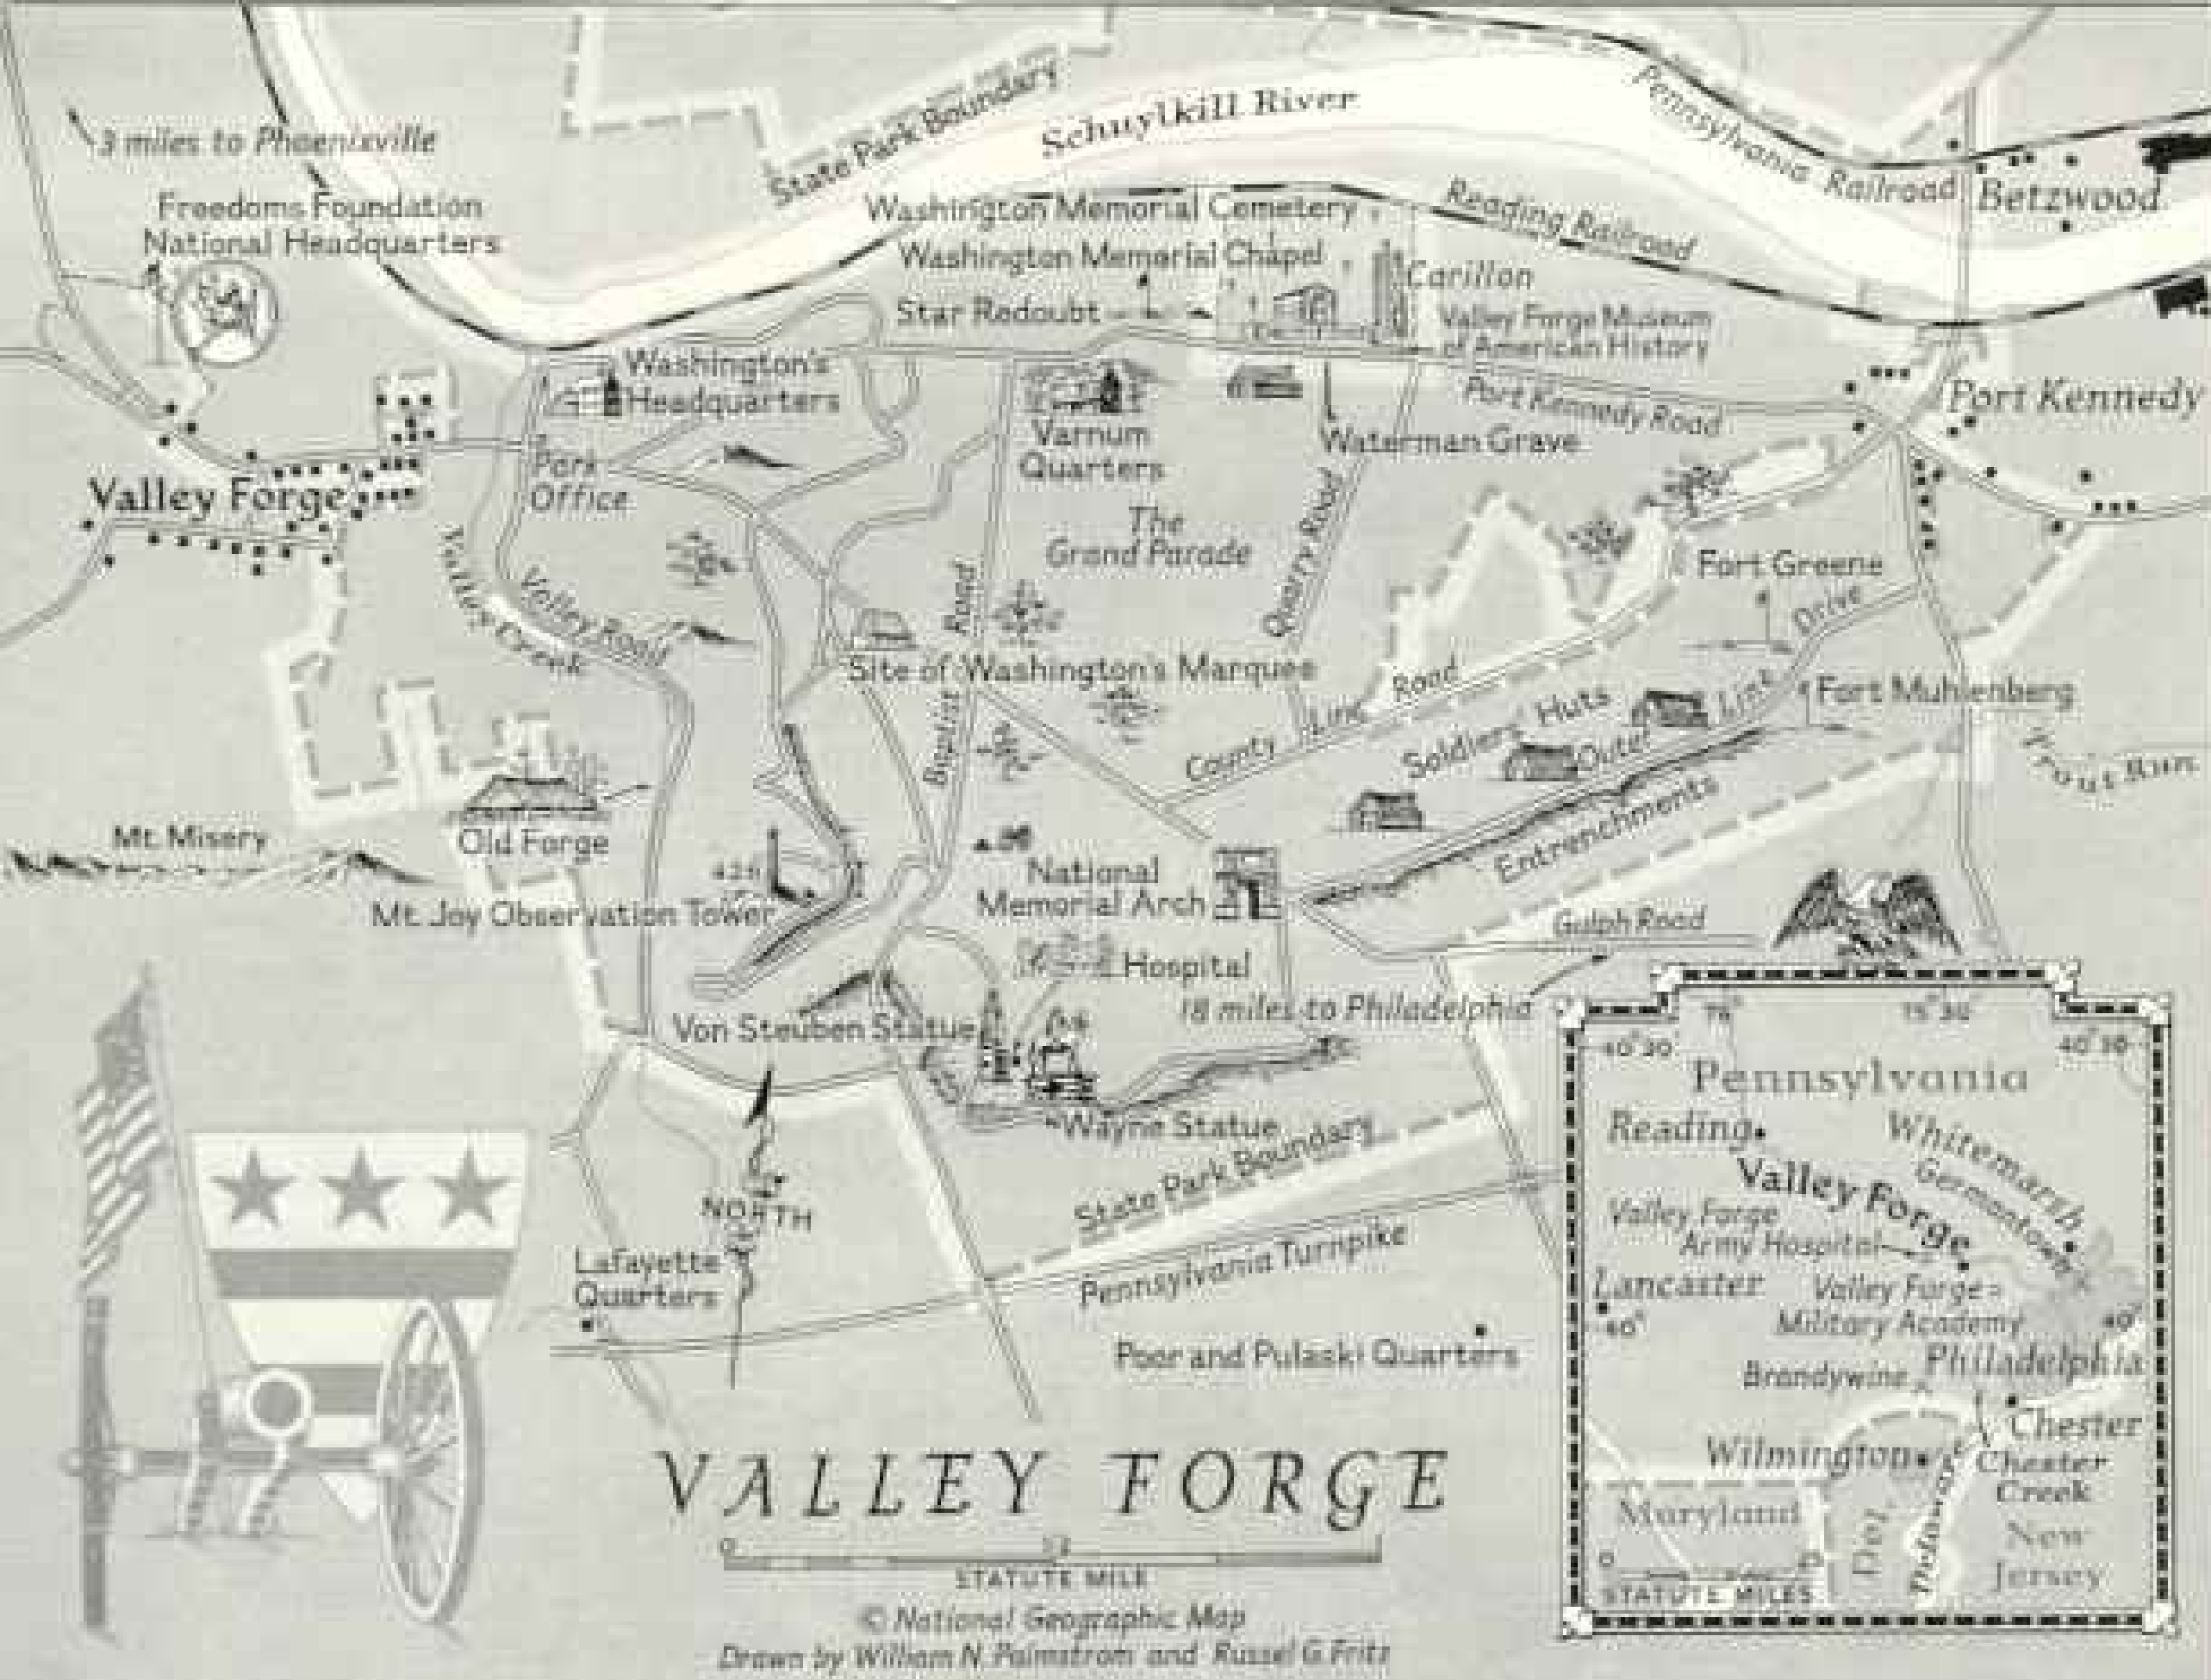 State Park Boundary
Schuylkill River
Pennsylvania Railroad
3 miles to Phoenixville
Freedoms Foundation
National Headquarters
Washington Memorial Cemetery
Reading Railroad
Betzwood
Washington Memorial Chapel
Carillon
Star Redoubt
Valley Forge Museum
of American History
Washington's
Headquarters
Port Kennedy Road
Port Kennedy
Varnum
Quarters
Waterman Grave
Park
Office
Valley Forge
The
Grand Parade
Quarry Road
Valley Creek
Valley Road
Fort Greene
Site of Washington's Marquee
Baptist Road
County Line Road
Soldiers' Huts
Outer Line Drive
Fort Muhlenberg
Trout Run
Entrenchments
Mt. Misery
Old Forge
426
National
Memorial Arch
Mt. Joy Observation Tower
Gulph Road
Hospital
18 miles to Philadelphia
Von Steuben Statue
Wayne Statue
State Park Boundary
NORTH
Pennsylvania Turnpike
Lafayette
Quarters
Poor and Pulaski Quarters
75°30'
40°30'
40°30'
Pennsylvania
Reading
Whitemarsh
Germantown
Valley Forge
Valley Forge
Army Hospital
Lancaster
Valley Forge
Military Academy
40°
40°
Philadelphia
Brandywine
Chester
Wilmington
Chester
Creek
Maryland
Del.
Delaware
New
Jersey
0
STATUTE MILES
VALLEY FORGE
0 1/2
STATUTE MILE
© National Geographic Map
Drawn by William N. Palmstrom and Russel G. Fritz